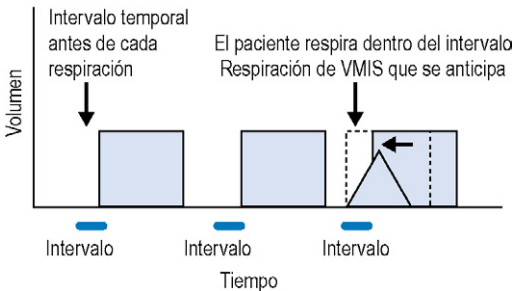 Intervalo temporal
antes de cada
respiración
El paciente respira dentro del intervalo
Respiración de VMIS que se anticipa
Volumen
Intervalo
Intervalo
Intervalo
Tiempo